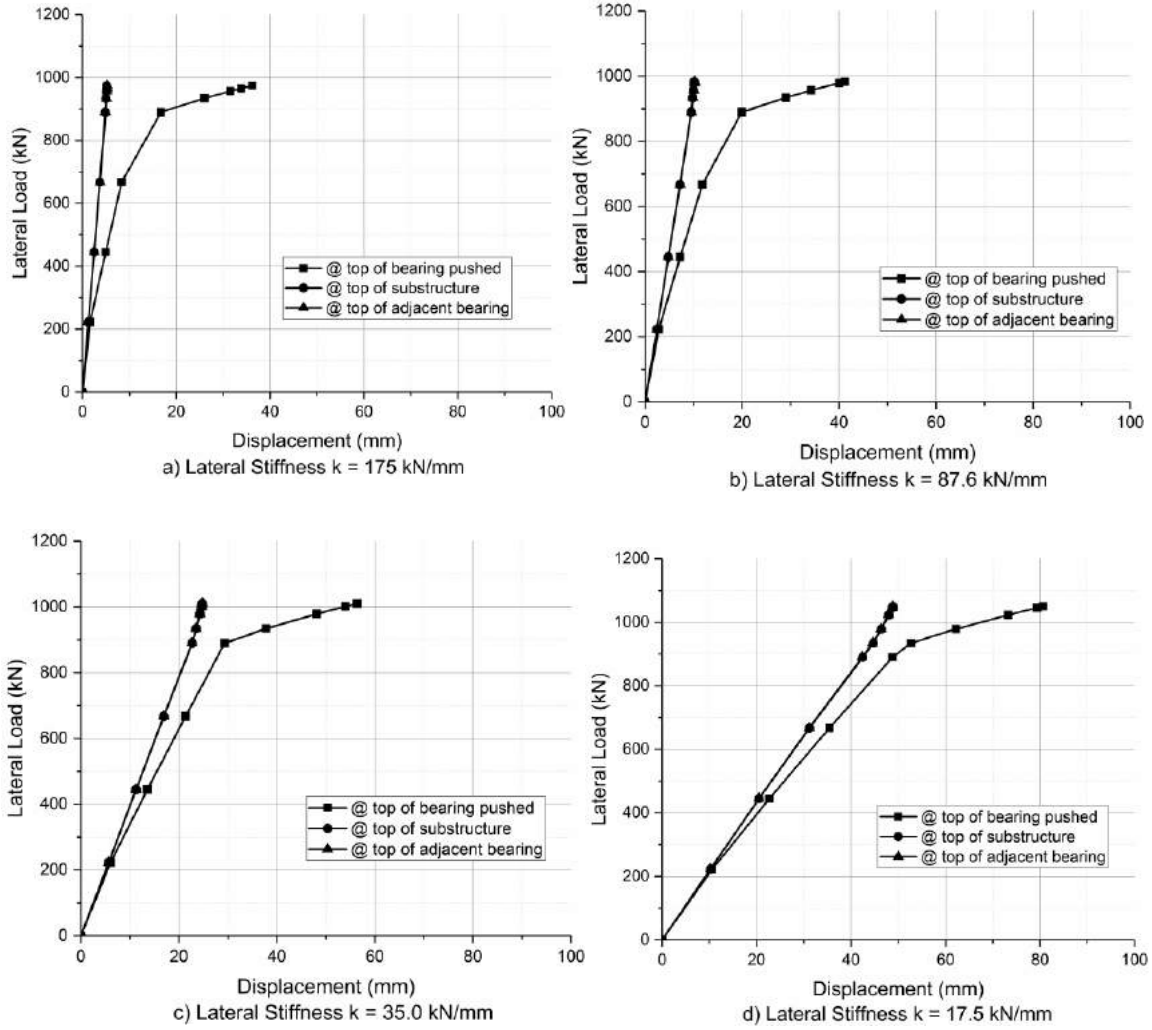 1200
1000
800
600
400
200
0
Lateral Load (kN)
@ top of bearing pushed
@ top of substructure
@ top of adjacent bearing
0 20 40 60 80 100
Displacement (mm)
a) Lateral Stiffness k = 175 kN/mm
1200
1000
800
600
400
200
0
Lateral Load (kN)
@ top of bearing pushed
@ top of substructure
@ top of adjacent bearing
0 20 40 60 80 100
Displacement (mm)
b) Lateral Stiffness k = 87.6 kN/mm
1200
1000
800
600
400
200
0
Lateral Load (kN)
@ top of bearing pushed
@ top of substructure
@ top of adjacent bearing
0 20 40 60 80 100
Displacement (mm)
c) Lateral Stiffness k = 35.0 kN/mm
1200
1000
800
600
400
200
0
Lateral Load (kN)
@ top of bearing pushed
@ top of substructure
@ top of adjacent bearing
0 20 40 60 80 100
Displacement (mm)
d) Lateral Stiffness k = 17.5 kN/mm